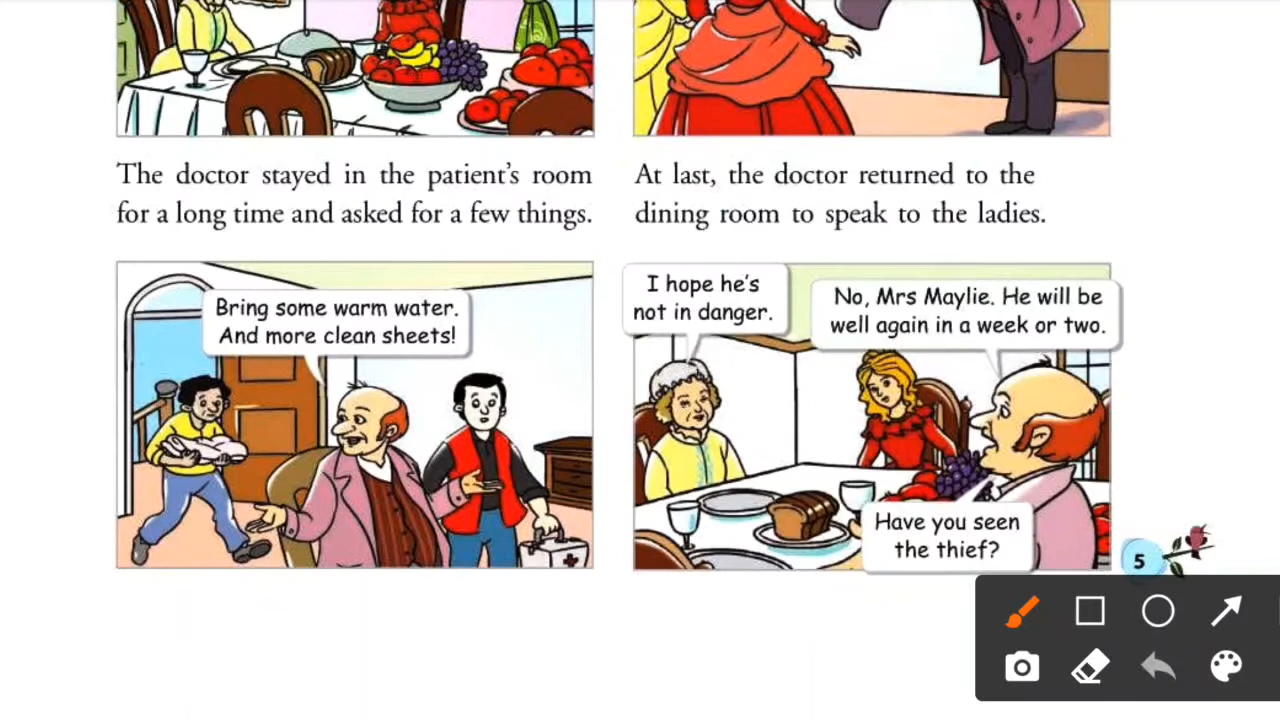 The doctor stayed in the patient's room
for a long time and asked for a few things.
At last, the doctor returned to the
dining room to speak to the ladies.
Bring some warm water.
And more clean sheets!
I hope he's
not in danger.
No, Mrs Maylie. He will be
well again in a week or two.
Have you seen
the thief?
5